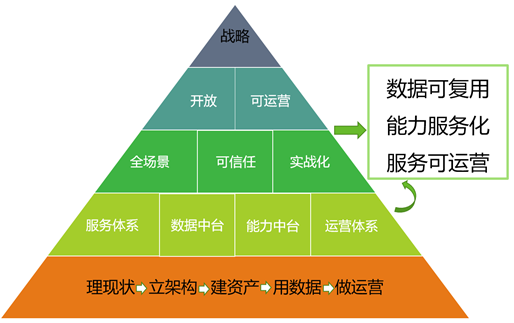 战略
开放 可运营
数据可复用
能力服务化
服务可运营
全场景 可信任 实战化
服务体系 数据中台 能力中台 运营体系
理现状 立架构 建资产 用数据 做运营